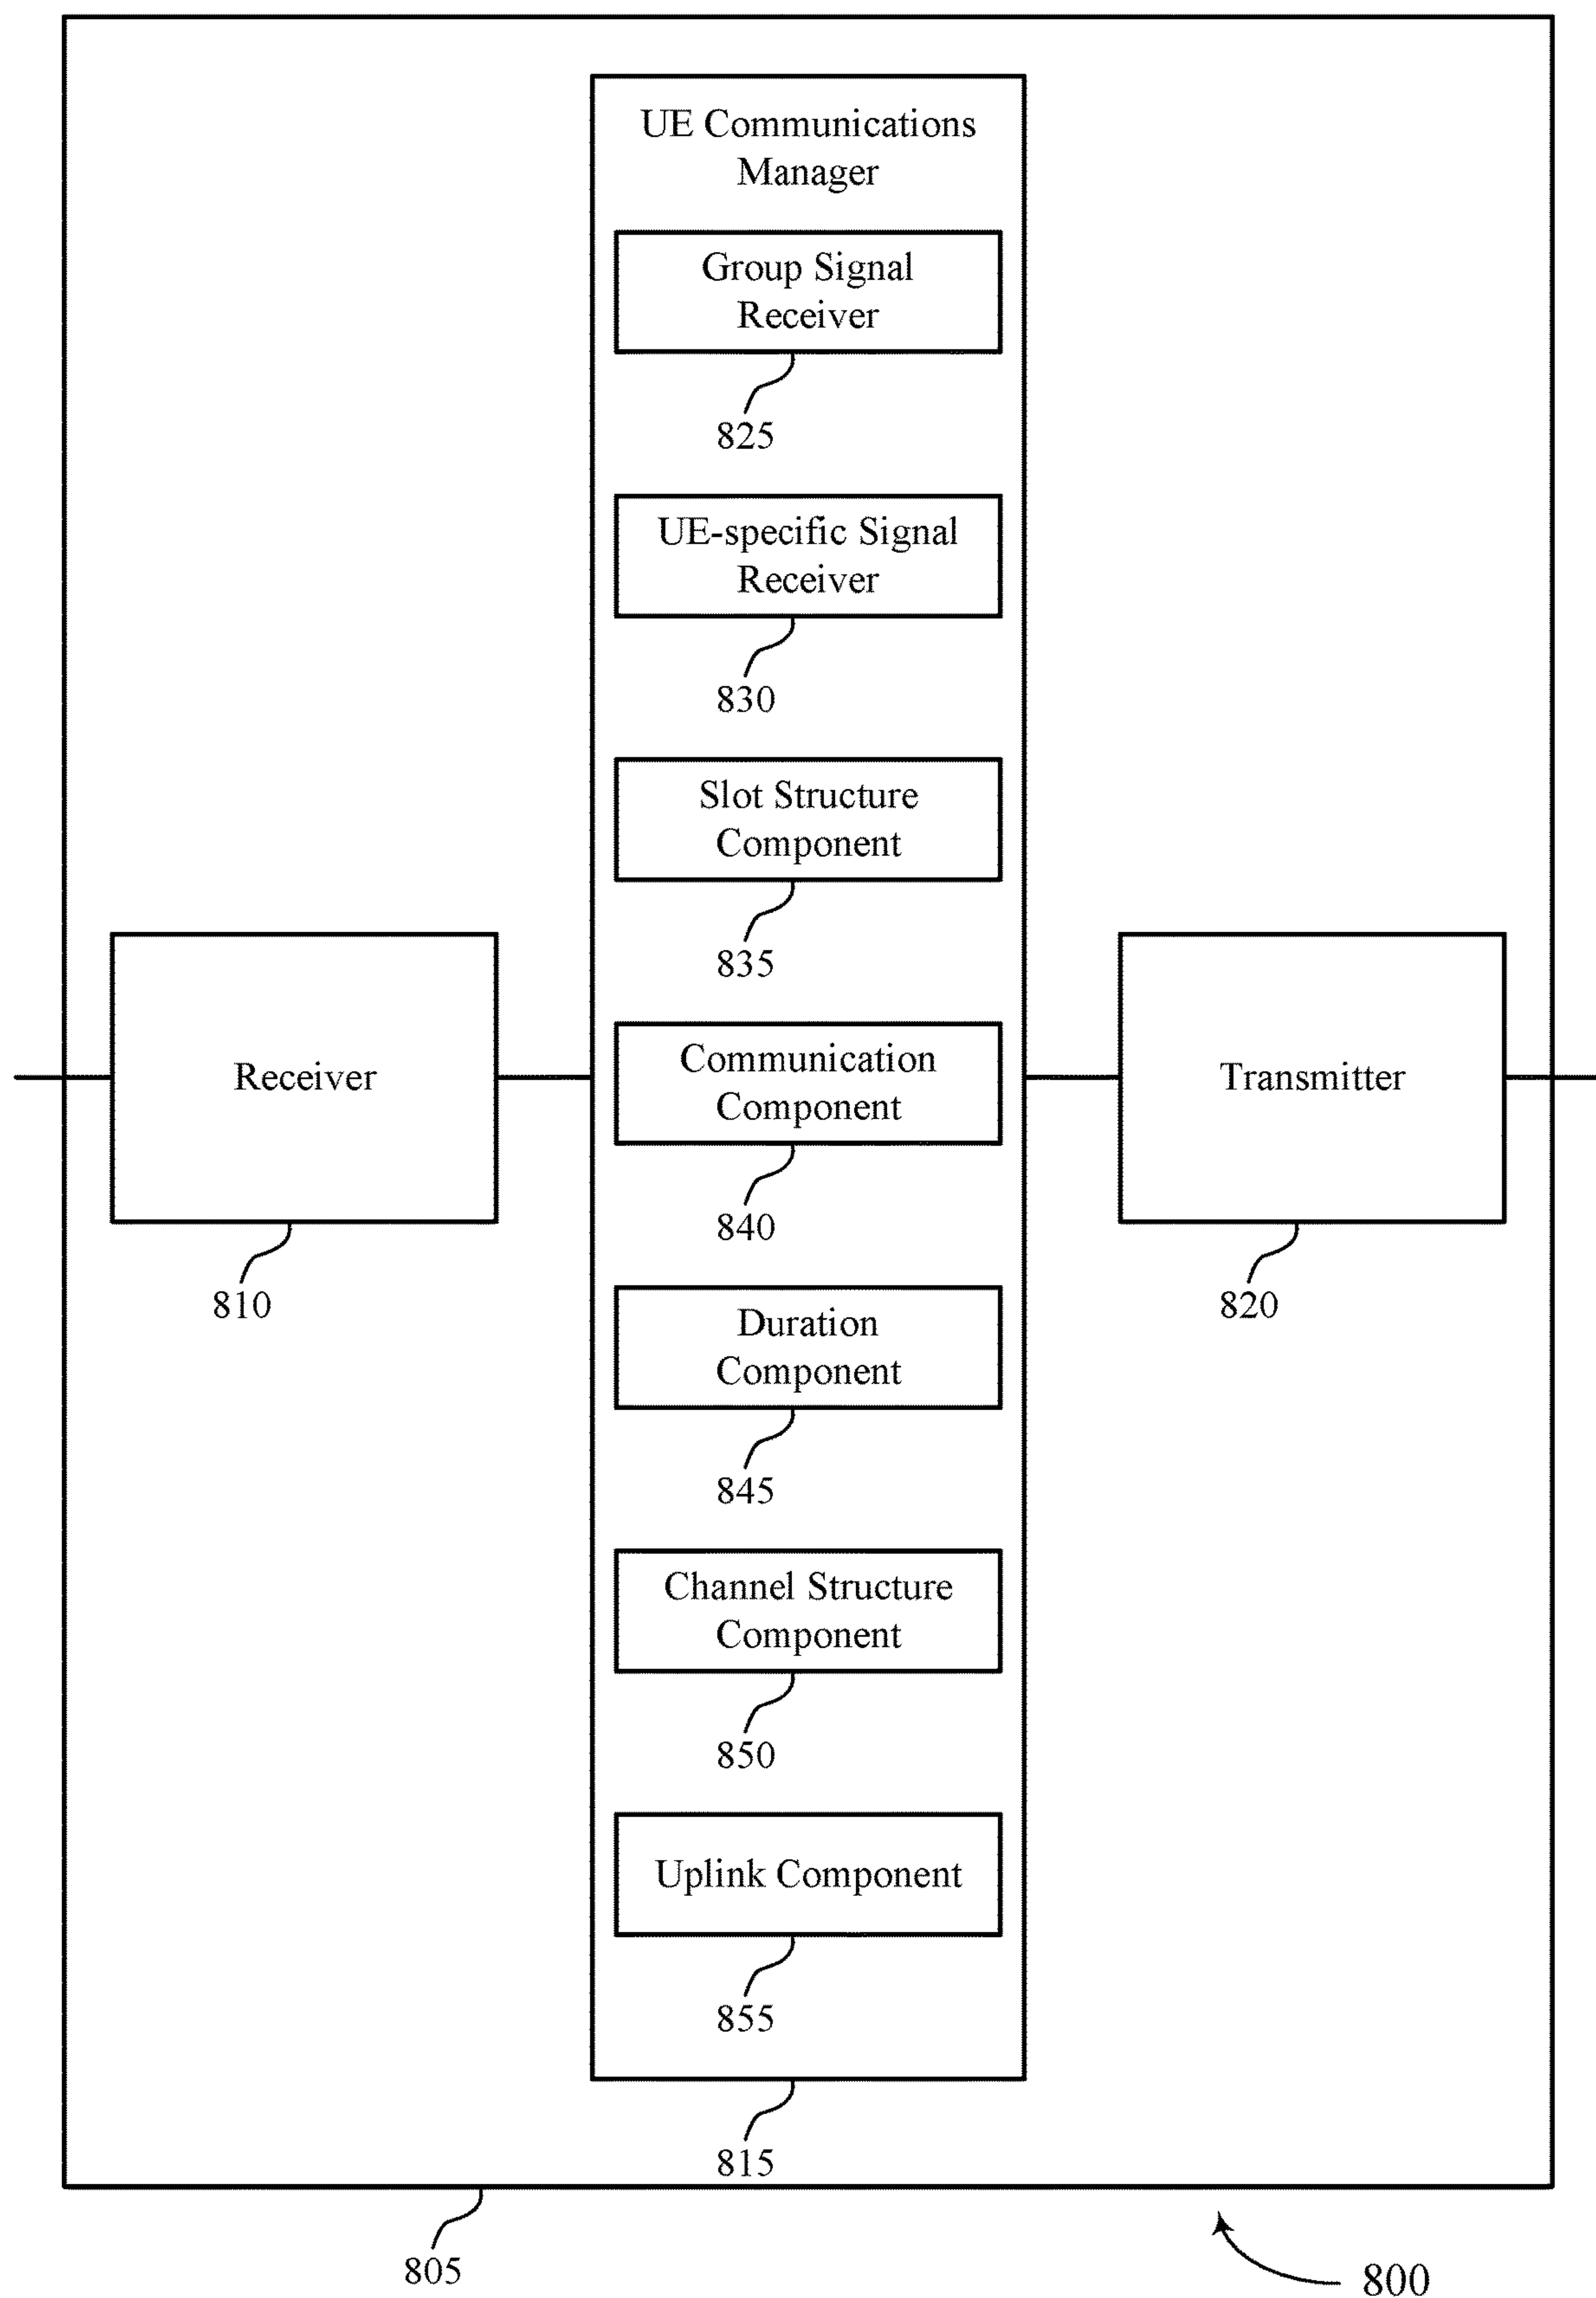 UE Communications
Manager
Group Signal
Receiver
825
UE-specific Signal
Receiver
830
Slot Structure
Component
835
Receiver
810
Communication
Component
840
Transmitter
820
Duration
Component
845
Channel Structure
Component
850
Uplink Component
855
815
805
800